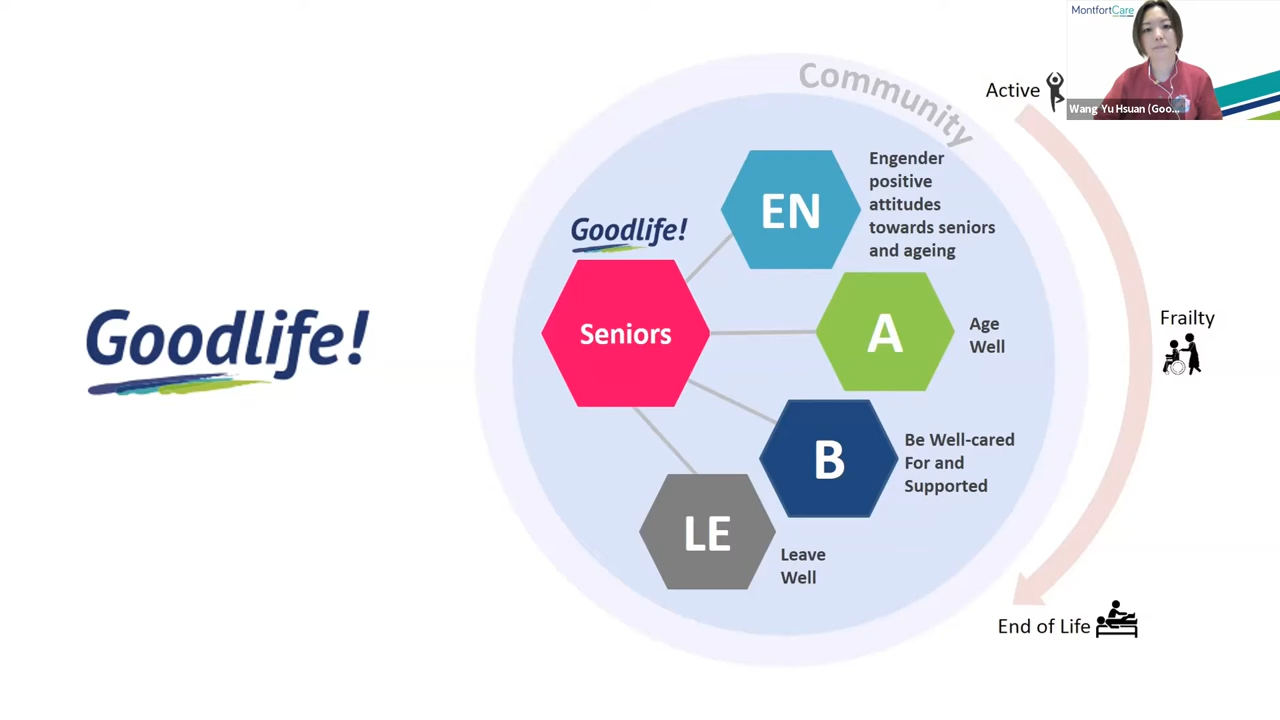 MontfortCare
Wang Yu Hsuan (Goo...
Community
Active
EN
Engender
positive
attitudes
towards seniors
and ageing
Goodlife!
Seniors
Goodlife!
A
Age
Well
Frailty
B
Be Well-cared
For and
Supported
LE
Leave
Well
End of Life